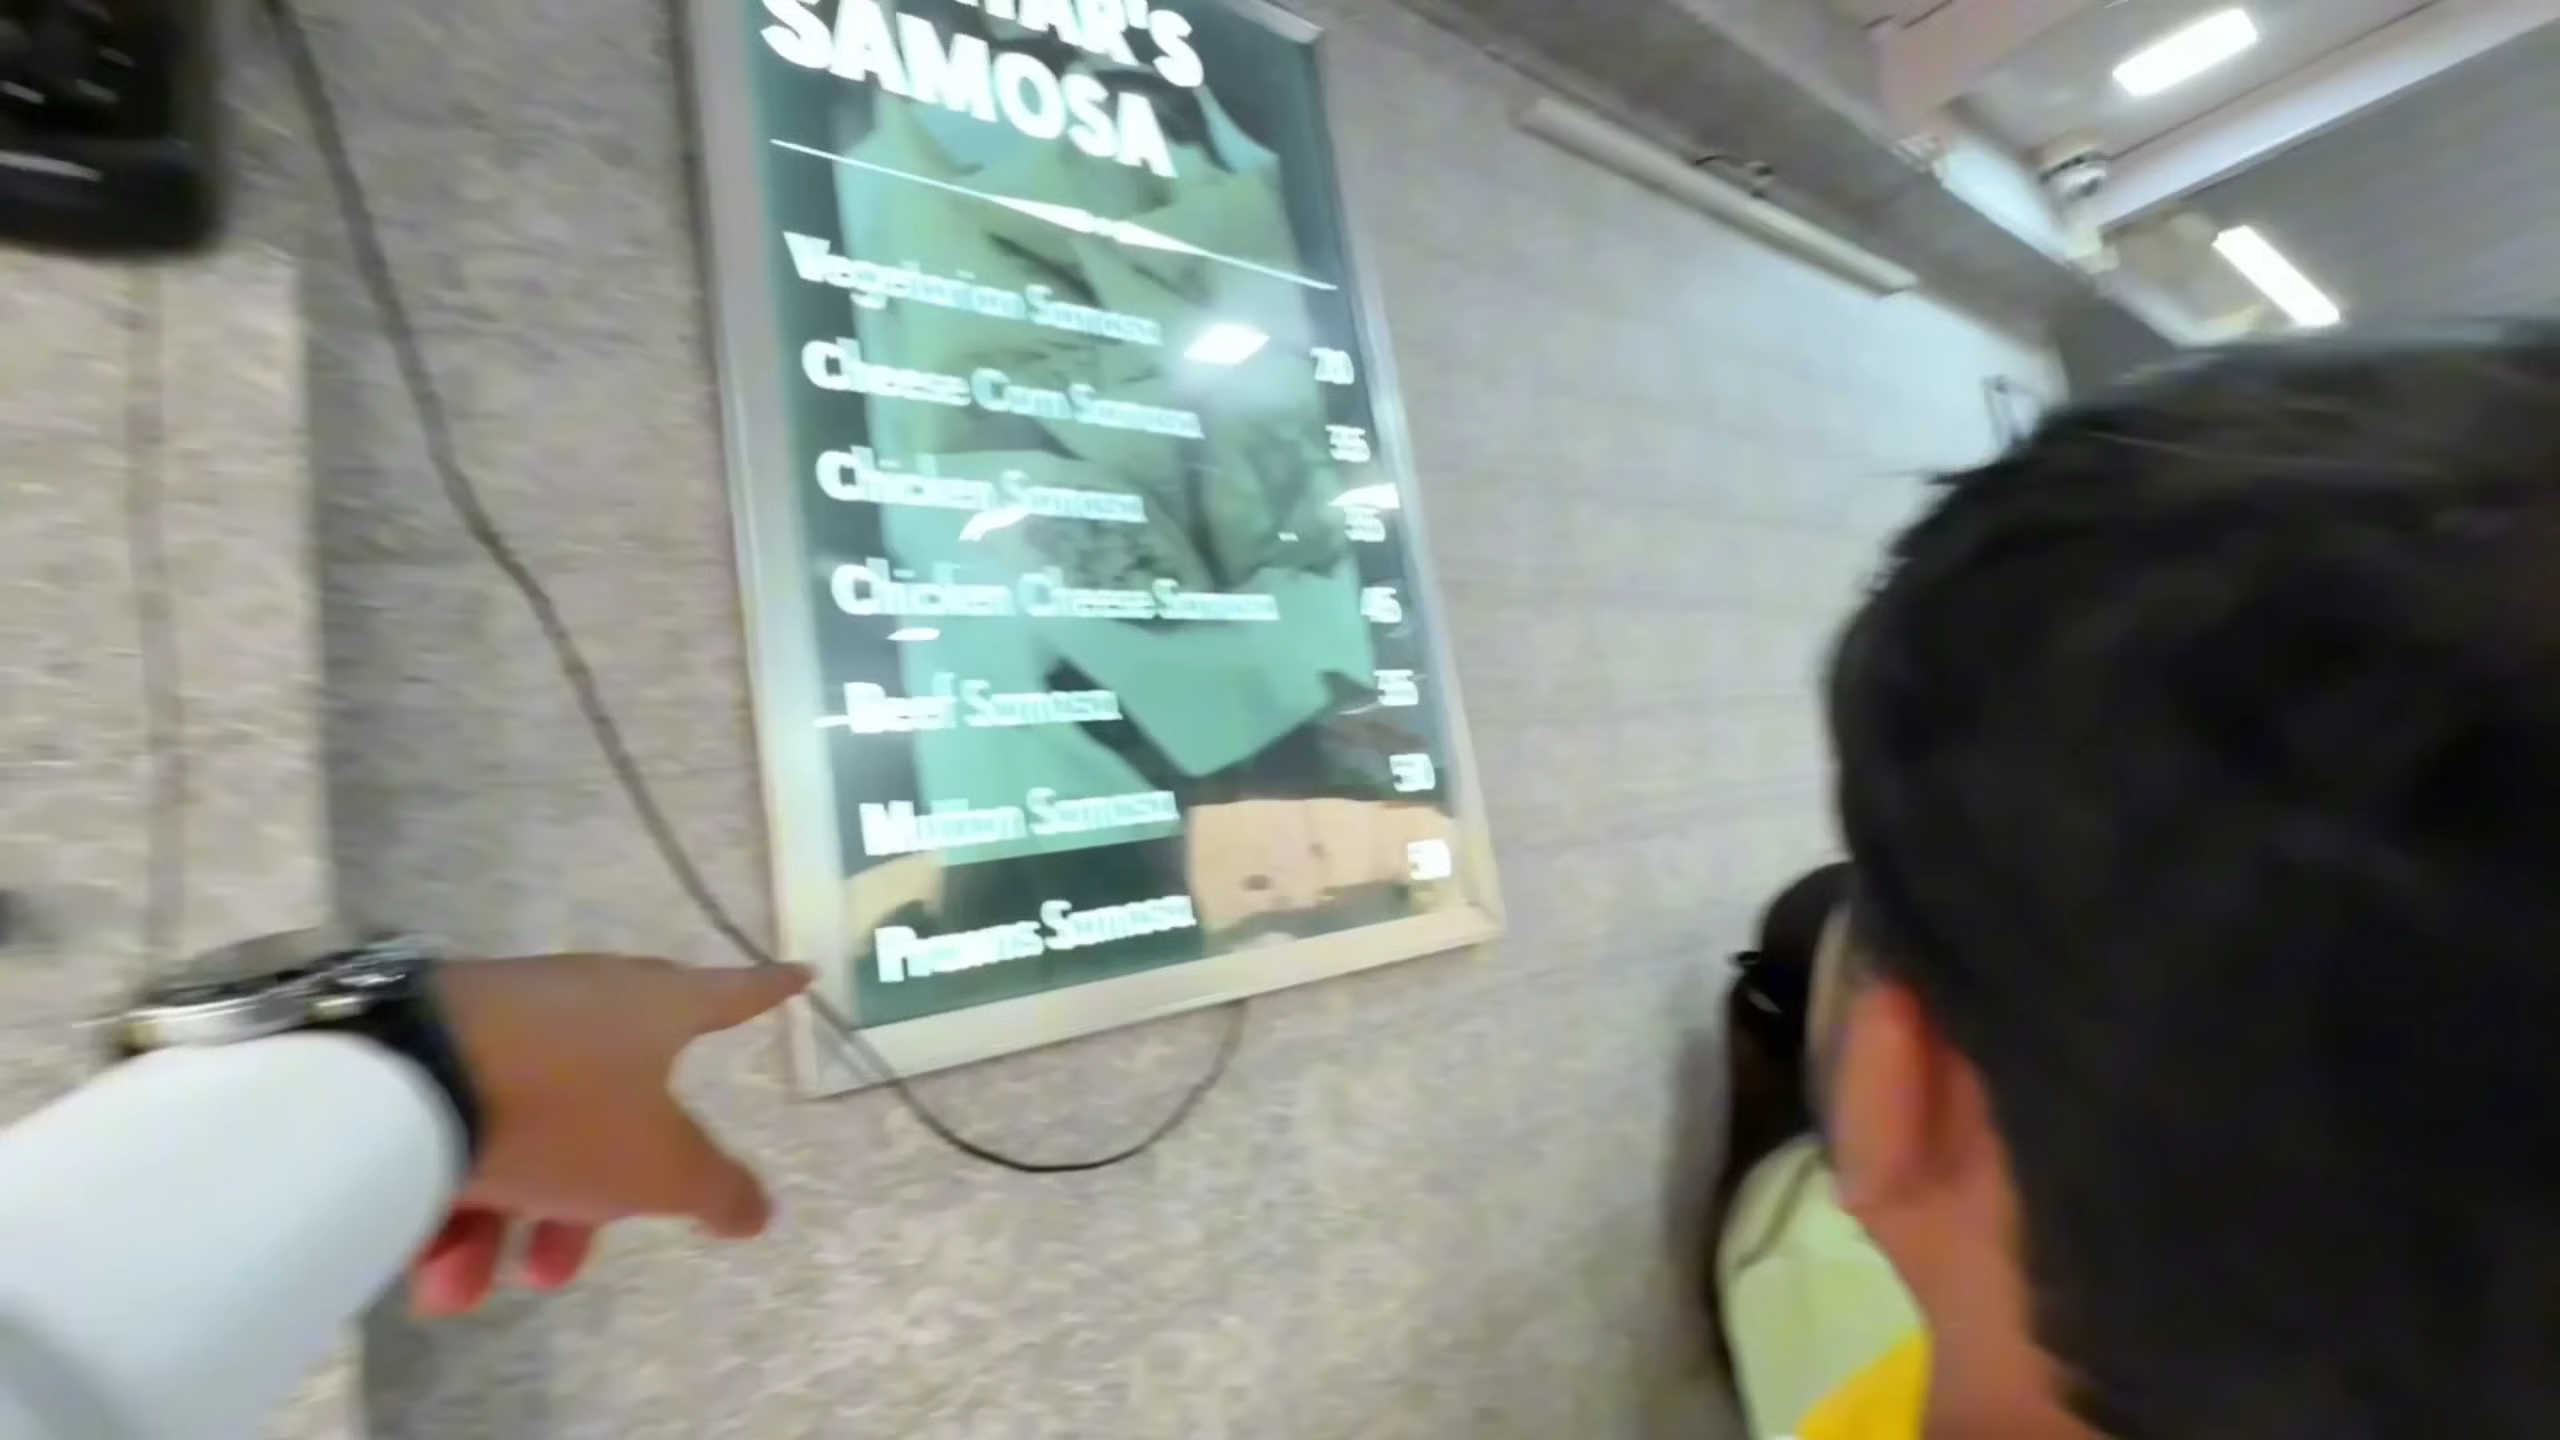 SAMOSA
Vegetarian Samosa
Cheese Corn Samosa 35
Chicken Samosa 35
Chicken Cheese Samosa 45
Beef Samosa 35
Mutton Samosa 50
Prawns Samosa 50